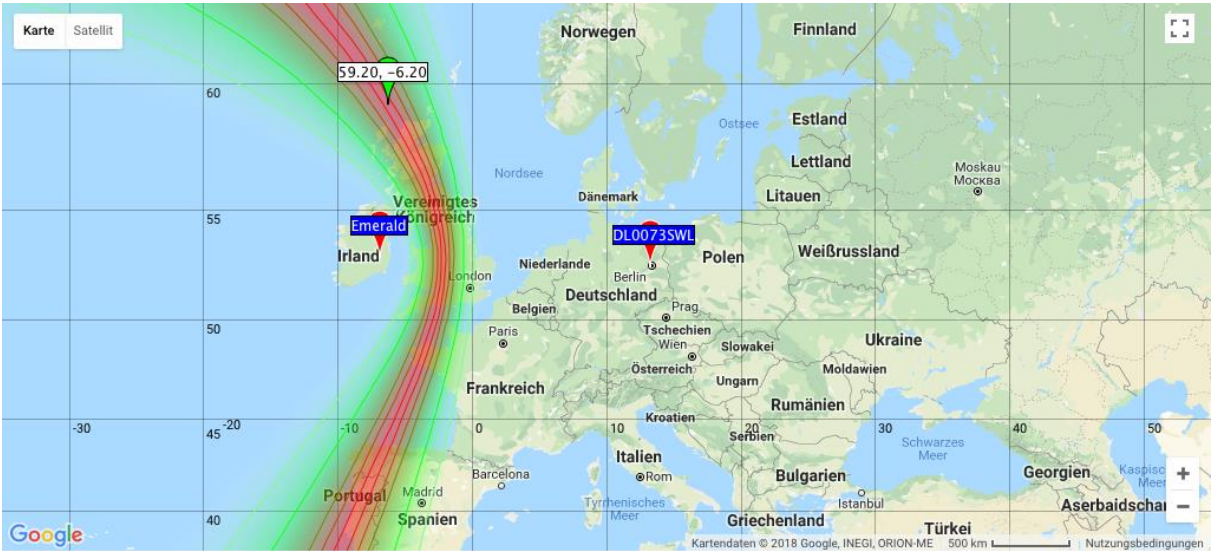 Karte Satellit
Norwegen
Finnland
59.20, −6.20
60
Estland
Ostsee
Lettland
Moskau
Москва
Nordsee
Dänemark
Litauen
Vereinigtes
Königreich
55
Emerald
DL0073SWL
Irland
Niederlande
Berlin
Polen
Weißrussland
London
Deutschland
Belgien
Prag
50
Paris
Tschechien
Wien
Slowakei
Ukraine
Österreich
Moldawien
Frankreich
Ungarn
Rumänien
Kroatien
-30
45
-20
-10
0
10
20
30
40
50
Serbien
Schwarzes
Meer
Italien
Rom
Barcelona
Bulgarien
Georgien
Kaspisc
Meer
Portugal
Madrid
Tyrrhenisches
Meer
Istanbul
Aserbaidschan
40
Spanien
Griechenland
Türkei
+
−
Google
Kartendaten © 2018 Google, INEGI, ORION-ME 500 km Nutzungsbedingungen